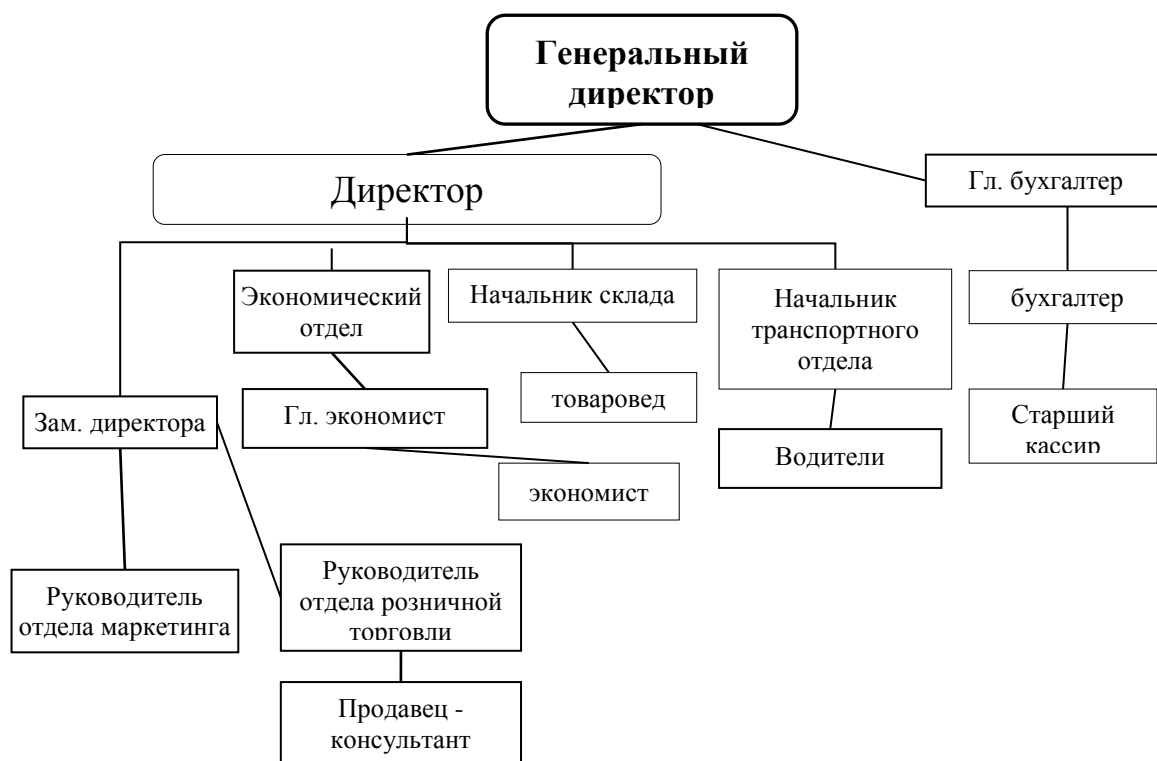 Генеральный
директор
Директор
Гл. бухгалтер
Экономический
отдел
Начальник склада
Начальник
транспортного
отдела
бухгалтер
Зам. директора
Гл. экономист
товаровед
Водители
Старший
кассир
экономист
Руководитель
отдела маркетинга
Руководитель
отдела розничной
торговли
Продавец -
консультант